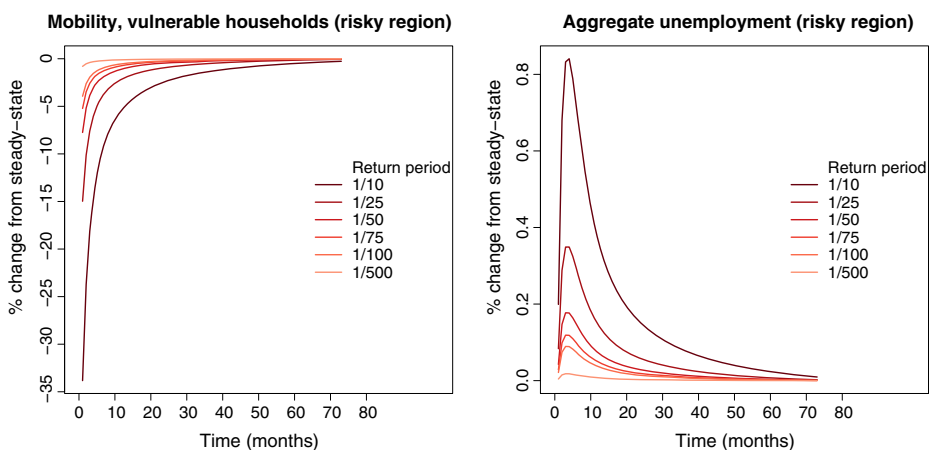 Mobility, vulnerable households (risky region)
% change from steady−state
0
−5
−10
−15
−20
−25
−30
−35
Return period
1/10
1/25
1/50
1/75
1/100
1/500
0 10 20 30 40 50 60 70 80
Time (months)
Aggregate unemployment (risky region)
% change from steady−state
0.8
0.6
0.4
0.2
0.0
Return period
1/10
1/25
1/50
1/75
1/100
1/500
0 10 20 30 40 50 60 70 80
Time (months)